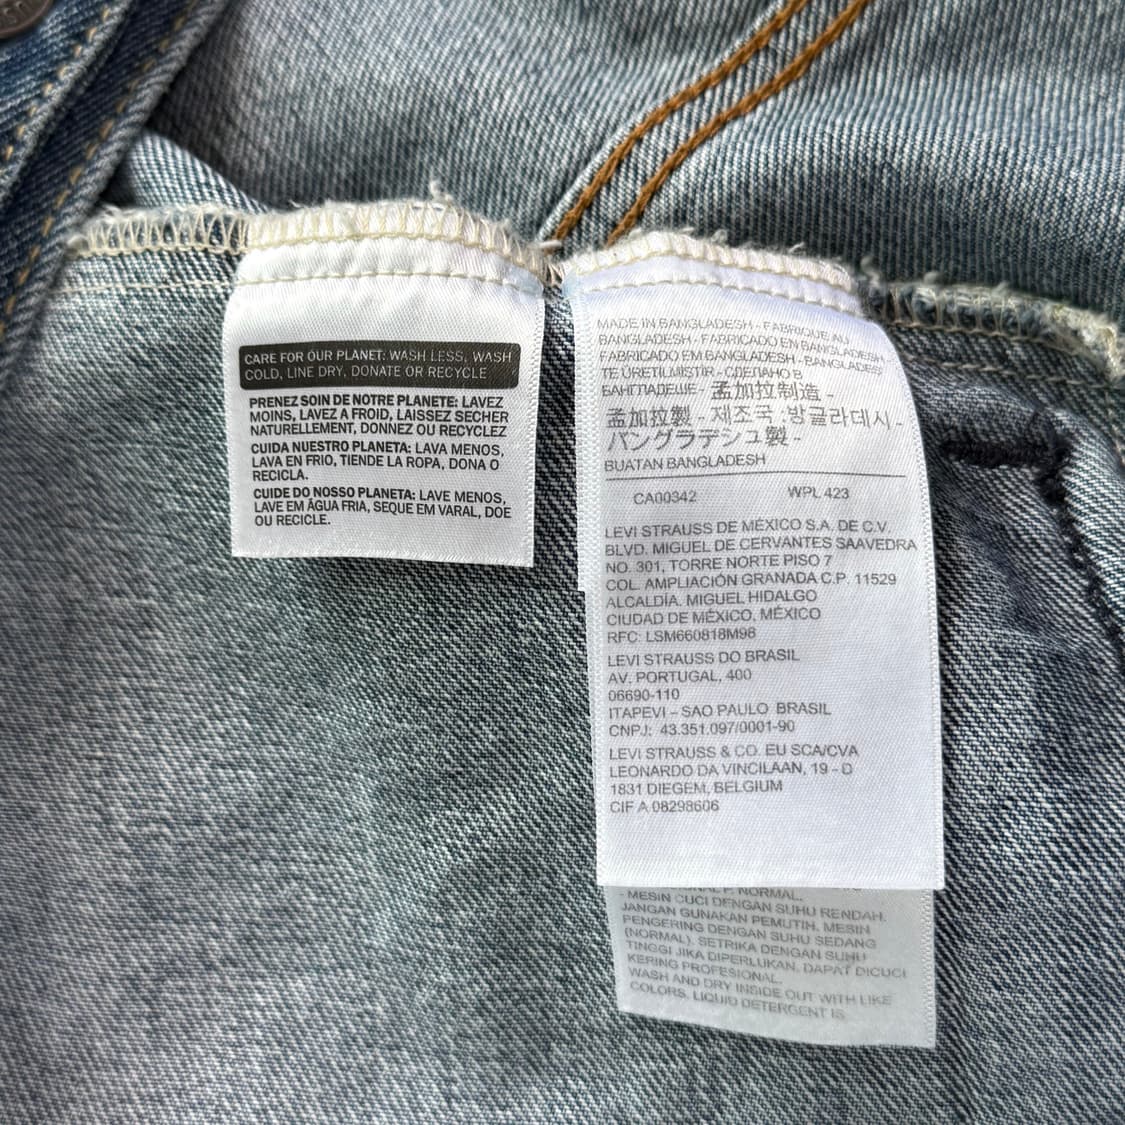 CARE FOR OUR PLANET: WASH LESS, WASH
COLD, LINE DRY, DONATE OR RECYCLE
PRENEZ SOIN DE NOTRE PLANETE: LAVEZ
MOINS, LAVEZ A FROID, LAISSEZ SECHER
NATURELLEMENT, DONNEZ OU RECYCLEZ
CUIDA NUESTRO PLANETA: LAVA MENOS,
LAVA EN FRIO, TIENDE LA ROPA, DONA O
RECICLA.
CUIDE DO NOSSO PLANETA: LAVE MENOS,
LAVE EM ÁGUA FRIA, SEQUE EM VARAL, DOE
OU RECICLE.
MADE IN BANGLADESH - FABRIQUE AU
BANGLADESH - FABRICADO EN BANGLADESH -
FABRICADO EM BANGLADESH - BANGLADES'
TE ÜRETILMISTIR - СДЕЛАНО В
БАНГЛАДЕШЕ - 孟加拉制造 -
孟加拉製 - 제조국 :방글라데시 -
バングラデシュ製 -
BUATAN BANGLADESH
CA00342 WPL 423
LEVI STRAUSS DE MÉXICO S.A. DE C.V.
BLVD. MIGUEL DE CERVANTES SAAVEDRA
NO. 301, TORRE NORTE PISO 7
COL. AMPLIACIÓN GRANADA C.P. 11529
ALCALDÍA. MIGUEL HIDALGO
CIUDAD DE MÉXICO, MÉXICO
RFC: LSM660818M98
LEVI STRAUSS DO BRASIL
AV. PORTUGAL, 400
06690-110
ITAPEVI – SAO PAULO BRASIL
CNPJ: 43.351.097/0001-90
LEVI STRAUSS & CO. EU SCA/CVA
LEONARDO DA VINCILAAN, 19 - D
1831 DIEGEM, BELGIUM
CIF A 08298606
P. NORMAL.
- MESIN CUCI DENGAN SUHU RENDAH.
JANGAN GUNAKAN PEMUTIN. MESIN
PENGERING DENGAN SUHU SEDANG
(NORMAL). SETRIKA DENGAN SUHU
TINGGI JIKA DIPERLUKAN. DAPAT DICUCI
KERING PROFESIONAL.
WASH AND DRY INSIDE OUT WITH LIKE
COLORS, LIQUID DETERGENT IS